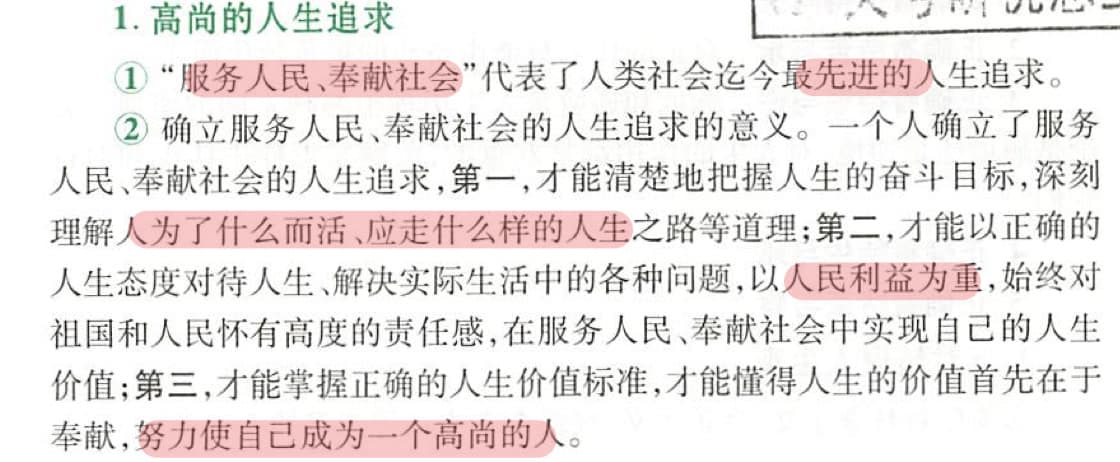 1. 高尚的人生追求
①“服务人民、奉献社会”代表了人类社会迄今最先进的人生追求。
② 确立服务人民、奉献社会的人生追求的意义。一个人确立了服务
人民、奉献社会的人生追求,第一,才能清楚地把握人生的奋斗目标,深刻
理解人为了什么而活、应走什么样的人生之路等道理;第二,才能以正确的
人生态度对待人生、解决实际生活中的各种问题,以人民利益为重,始终对
祖国和人民怀有高度的责任感,在服务人民、奉献社会中实现自己的人生
价值;第三,才能掌握正确的人生价值标准,才能懂得人生的价值首先在于
奉献,努力使自己成为一个高尚的人。